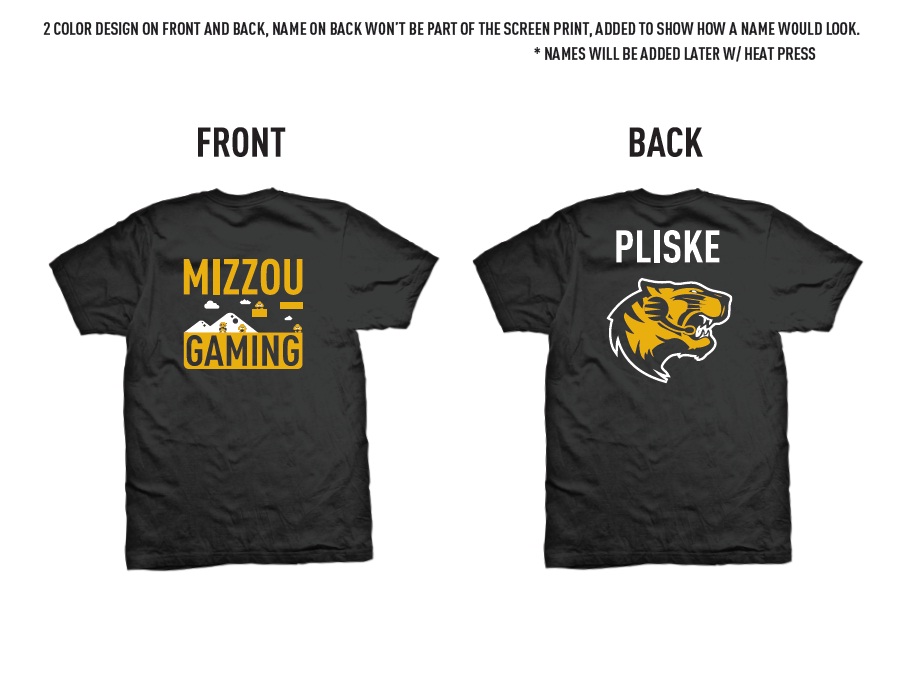 2 COLOR DESIGN ON FRONT AND BACK, NAME ON BACK WON'T BE PART OF THE SCREEN PRINT, ADDED TO SHOW HOW A NAME WOULD LOOK.
* NAMES WILL BE ADDED LATER W/ HEAT PRESS
FRONT
BACK
MIZZOU
GAMING
PLISKE